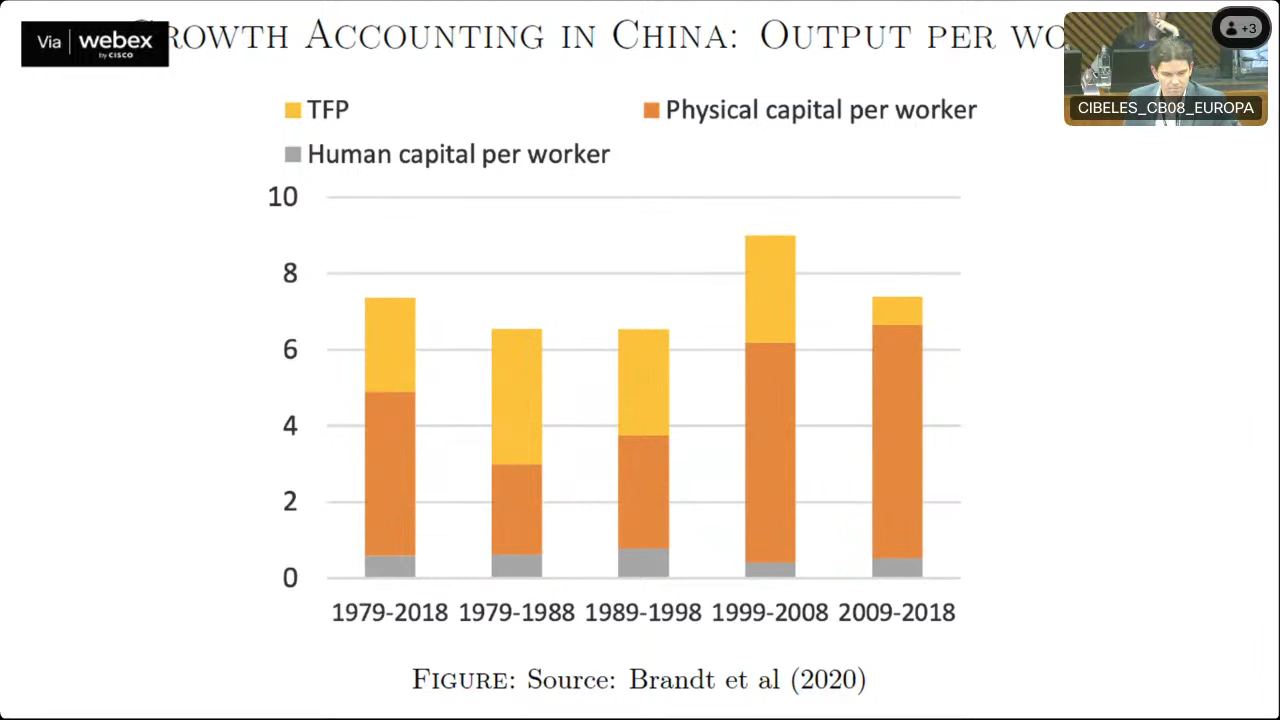 Via webex
by CISCO
ROWTH ACCOUNTING IN CHINA: OUTPUT PER WO
+3
CIBELES_CB08_EUROPA
TFP
Physical capital per worker
Human capital per worker
10
8
6
4
2
0
1979-2018 1979-1988 1989-1998 1999-2008 2009-2018
FIGURE: Source: Brandt et al (2020)